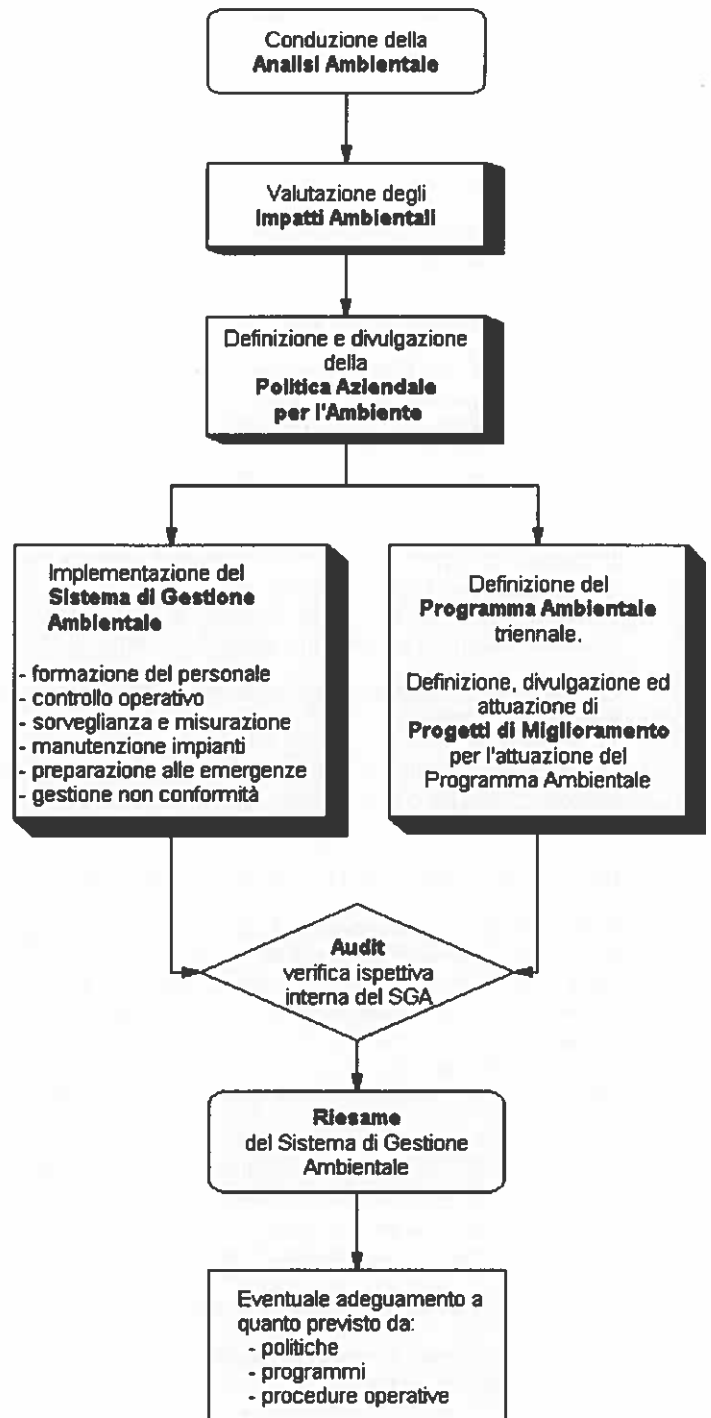 Conduzione della
Analisi Ambientale
Valutazione degli
Impatti Ambientali
Definizione e divulgazione
della
Politica Aziendale
per l'Ambiente
Implementazione del
Sistema di Gestione
Ambientale
- formazione del personale
- controllo operativo
- sorveglianza e misurazione
- manutenzione impianti
- preparazione alle emergenze
- gestione non conformità
Definizione del
Programma Ambientale
triennale.
Definizione, divulgazione ed
attuazione di
Progetti di Miglioramento
per l'attuazione del
Programma Ambientale
Audit
verifica ispettiva
interna del SGA
Riesame
del Sistema di Gestione
Ambientale
Eventuale adeguamento a
quanto previsto da:
- politiche
- programmi
- procedure operative